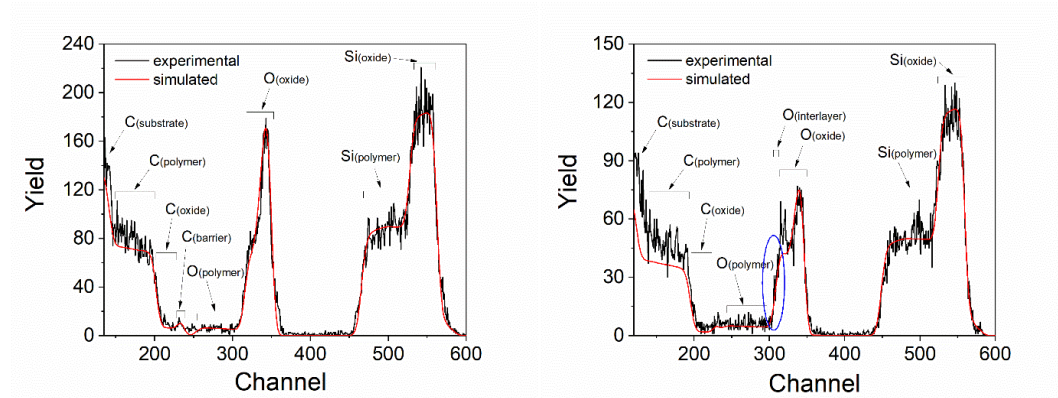 240
200
160
120
80
40
0
Yield
200
300
400
500
600
Channel
experimental
simulated
C(substrate)
C(polymer)
C(oxide)
C(barrier)
O(polymer)
O(oxide)
Si(polymer)
Si(oxide)
150
120
90
60
30
0
Yield
200
300
400
500
600
Channel
experimental
simulated
C(substrate)
C(polymer)
C(oxide)
O(polymer)
O(interlayer)
O(oxide)
Si(polymer)
Si(oxide)